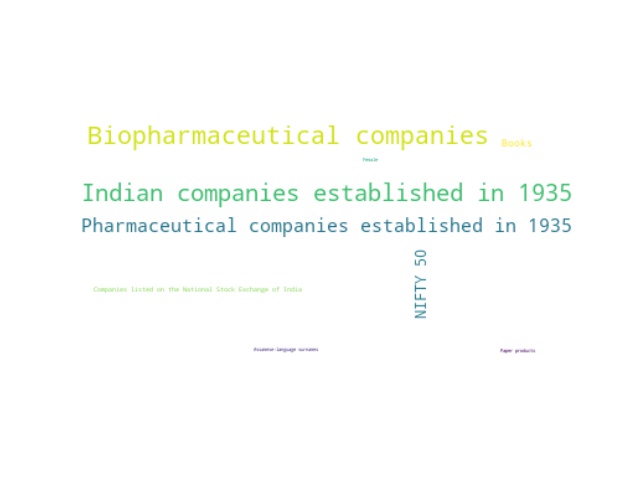 Biopharmaceutical companies
Books
People
Indian companies established in 1935
Pharmaceutical companies established in 1935
NIFTY 50
Companies listed on the National Stock Exchange of India
Assamese-language surnames
Paper products